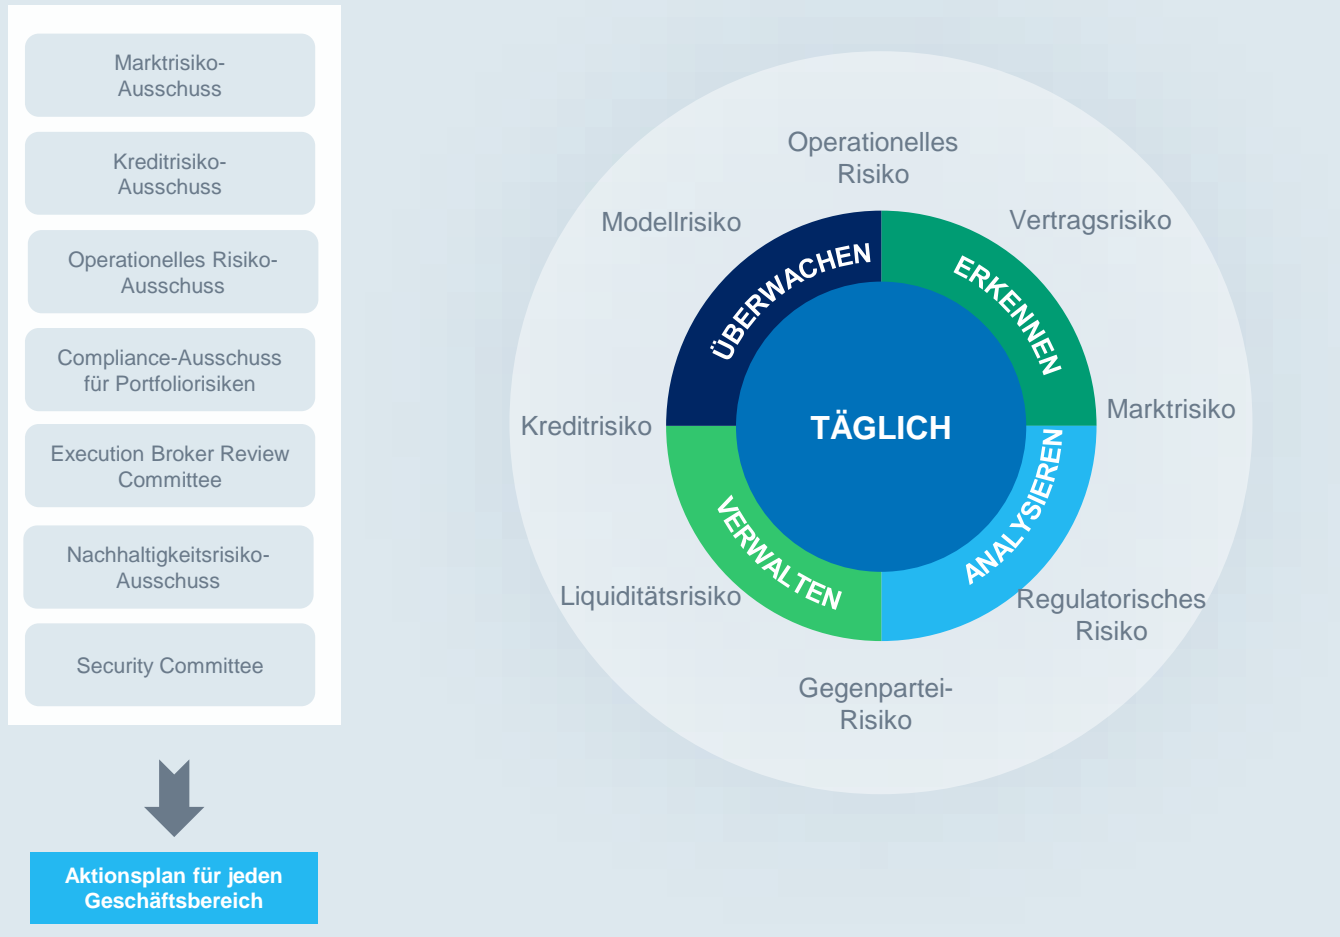 Marktrisiko-
Ausschuss
Kreditrisiko-
Ausschuss
Operationelles Risiko-
Ausschuss
Compliance-Ausschuss
für Portfoliorisiken
Execution Broker Review
Committee
Nachhaltigkeitsrisiko-
Ausschuss
Security Committee
Aktionsplan für jeden
Geschäftsbereich
Operationelles
Risiko
Modellrisiko
Vertragsrisiko
ÜBERWACHEN
ERKENNEN
Kreditrisiko
TÄGLICH
Marktrisiko
VERWALTEN
ANALYSIEREN
Liquiditätsrisiko
Regulatorisches
Risiko
Gegenpartei-
Risiko